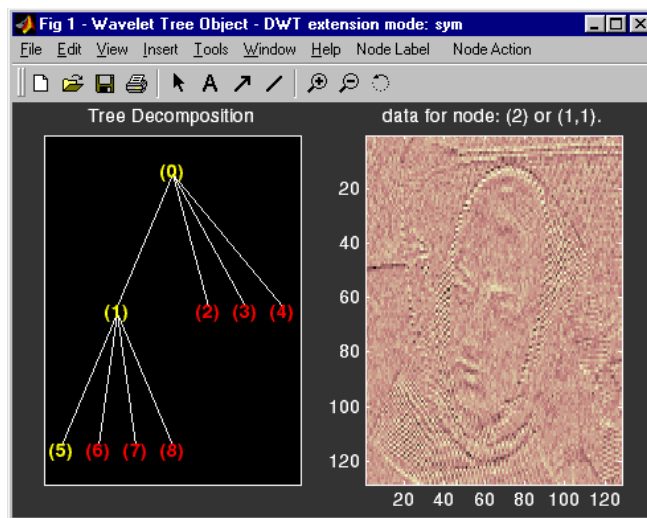 Fig 1 - Wavelet Tree Object - DWT extension mode: sym
File Edit View Insert Tools Window Help Node Label Node Action
A
Tree Decomposition
data for node: (2) or (1,1).
(0)
(1) (2) (3) (4)
(5) (6) (7) (8)
20
40
60
80
100
120
20 40 60 80 100 120